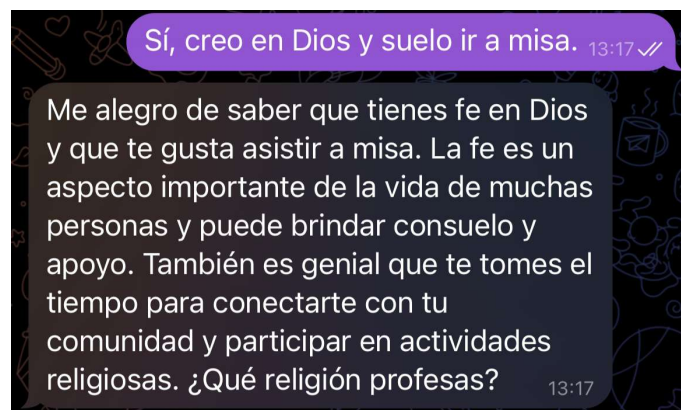 Sí, creo en Dios y suelo ir a misa. 13:17
Me alegro de saber que tienes fe en Dios
y que te gusta asistir a misa. La fe es un
aspecto importante de la vida de muchas
personas y puede brindar consuelo y
apoyo. También es genial que te tomes el
tiempo para conectarte con tu
comunidad y participar en actividades
religiosas. ¿Qué religión profesas? 13:17